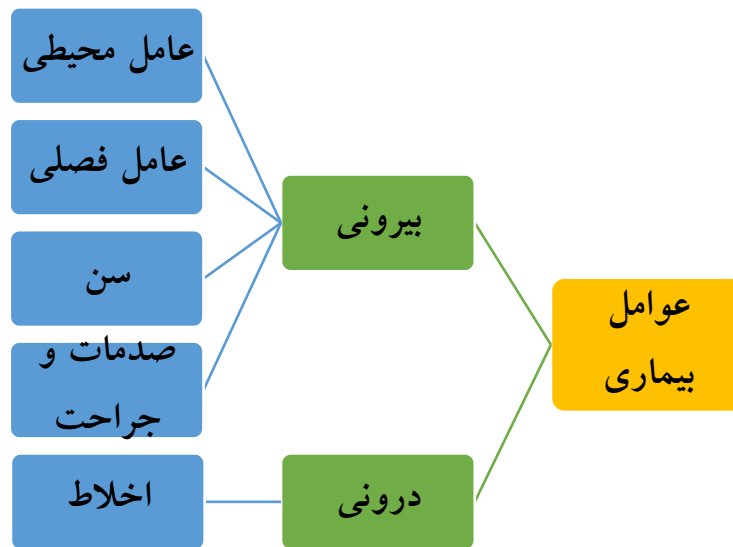 عوامل
بیماری
بیرونی
عامل محیطی
عامل فصلی
سن
صدمات و
جراحت
درونی
اخلاط